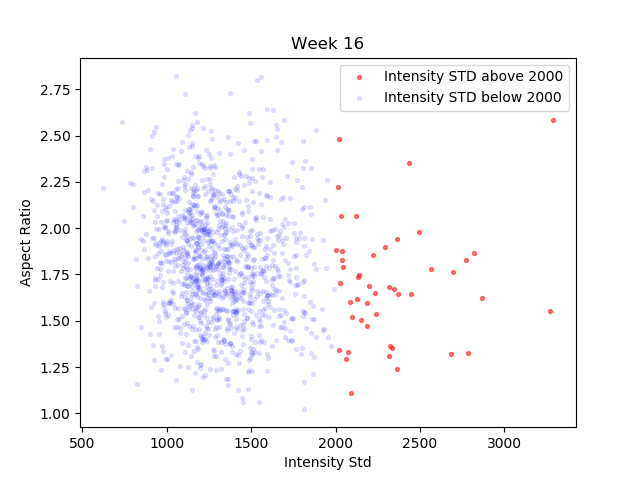 Week 16
Intensity STD above 2000
Intensity STD below 2000
Aspect Ratio
2.75
2.50
2.25
2.00
1.75
1.50
1.25
1.00
500 1000 1500 2000 2500 3000
Intensity Std